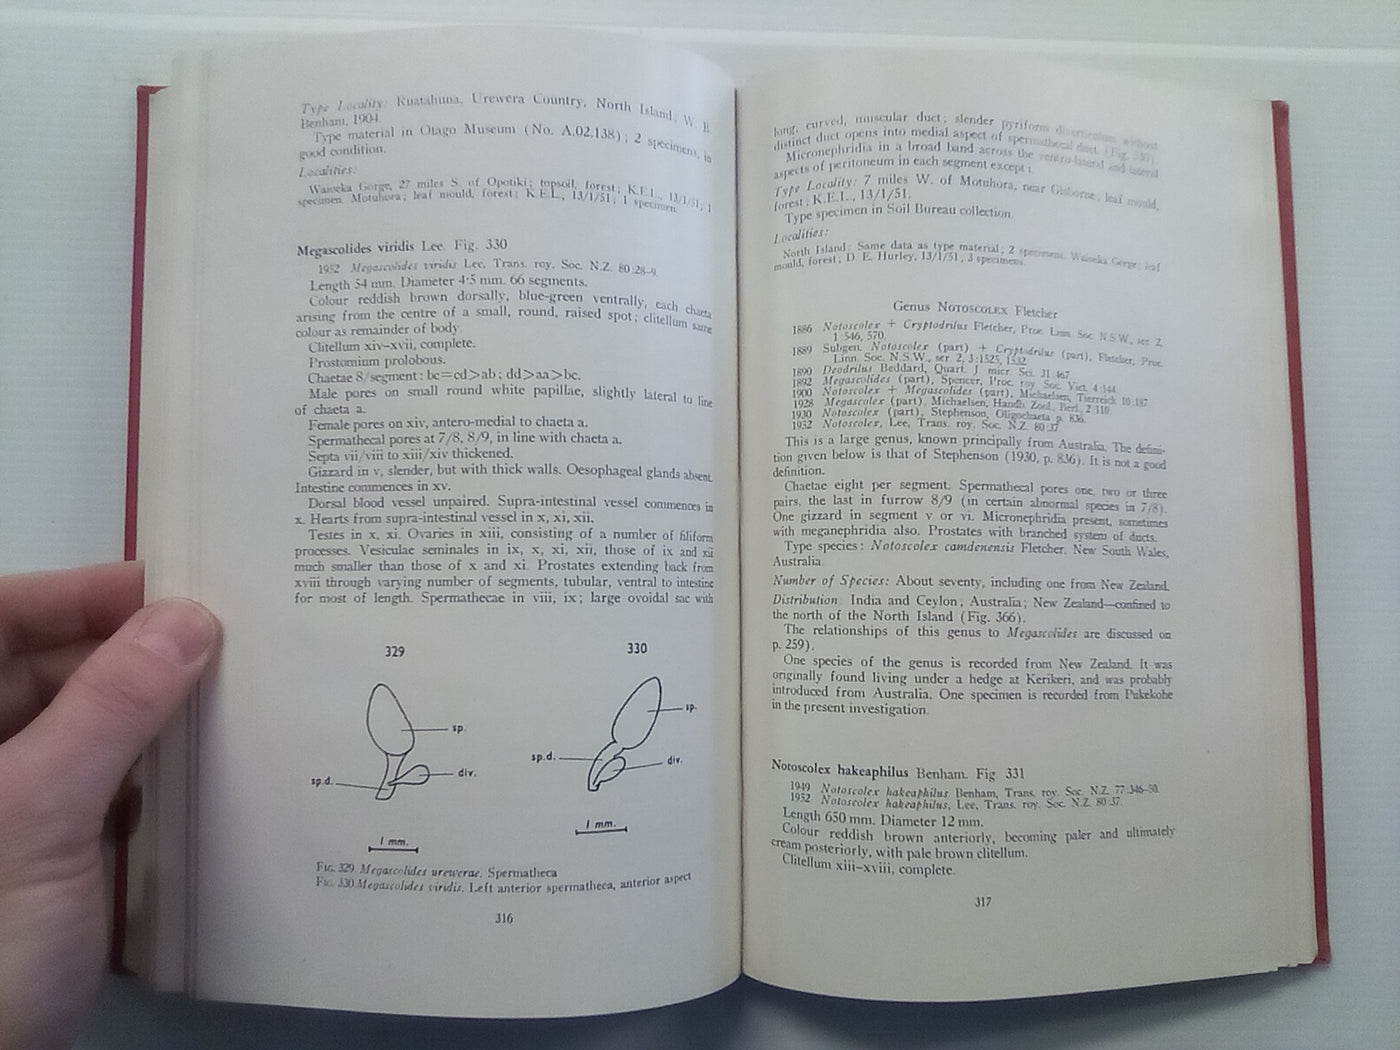 Type Locality: Ruatahuna, Urewera Country, North Island, W. B.
Benham, 1904.
Type material in Otago Museum (No. A.02,138); 2 specimens, in
good condition.
Localities:
Waioeka Gorge, 27 miles S. of Opotiki; topsoil, forest; K.E.L., 13/1/51; 1
specimen. Motuhora; leaf mould, forest; K.E.L., 13/1/51; 1 specimen.
Megascolides viridis Lee. Fig. 330
1952 Megascolides viridis Lee, Trans. roy. Soc. N.Z. 80:28-9.
Length 54 mm. Diameter 4·5 mm. 66 segments.
Colour reddish brown dorsally, blue-green ventrally, each chaeta
arising from the centre of a small, round, raised spot; clitellum same
colour as remainder of body.
Clitellum xiv–xvii, complete.
Prostomium prolobous.
Chaetae 8/segment: bc=cd>ab; dd>aa>bc.
Male pores on small round white papillae, slightly lateral to line
of chaeta a.
Female pores on xiv, antero-medial to chaeta a.
Spermathecal pores at 7/8, 8/9, in line with chaeta a.
Septa vii/viii to xiii/xiv thickened.
Gizzard in v, slender, but with thick walls. Oesophageal glands absent.
Intestine commences in xv.
Dorsal blood vessel unpaired. Supra-intestinal vessel commences in
x. Hearts from supra-intestinal vessel in x, xi, xii.
Testes in x, xi. Ovaries in xiii, consisting of a number of filiform
processes. Vesiculae seminales in ix, x, xi, xii, those of ix and xii
much smaller than those of x and xi. Prostates extending back from
xviii through varying number of segments, tubular, ventral to intestine
for most of length. Spermathecae in viii, ix; large ovoidal sac with
329
330
sp.
sp.d.
div.
1 mm.
sp.
sp.d.
div.
1 mm.
Fig. 329. Megascolides urewerae. Spermatheca
Fig. 330 Megascolides viridis. Left anterior spermatheca, anterior aspect
316
long, curved, muscular duct; slender pyriform diverticulum without
distinct duct opens into medial aspect of spermathecal duct. (Fig. 330).
Micronephridia in a broad band across the ventro-lateral and lateral
aspects of peritoneum in each segment except i.
Type Locality: 7 miles W. of Motuhora, near Gisborne; leaf mould,
forest; K.E.L., 13/1/51.
Type specimen in Soil Bureau collection.
Localities:
North Island: Same data as type material; 2 specimens. Waioeka Gorge; leaf
mould, forest; D. E. Hurley, 13/1/51; 3 specimens.
Genus Notoscolex Fletcher
1886 Notoscolex + Cryptodrilus Fletcher, Proc. Linn. Soc. N.S.W., ser. 2,
1:546, 570.
1889 Subgen. Notoscolex (part) + Cryptodrilus (part), Fletcher, Proc.
Linn. Soc. N.S.W., ser. 2, 3:1525, 1532.
1890 Deodrilus Beddard, Quart. J. micr. Sci. 31:467.
1892 Megascolides (part), Spencer, Proc. roy. Soc. Vict. 4:144.
1900 Notoscolex + Megascolides (part), Michaelsen, Tierreich 10:187.
1928 Megascolex (part), Michaelsen, Handb. Zool., Berl., 2:110.
1930 Notoscolex (part), Stephenson, Oligochaeta p. 836.
1952 Notoscolex, Lee, Trans. roy. Soc. N.Z. 80:37.
This is a large genus, known principally from Australia. The defini-
tion given below is that of Stephenson (1930, p. 836). It is not a good
definition.
Chaetae eight per segment. Spermathecal pores one, two or three
pairs, the last in furrow 8/9 (in certain abnormal species in 7/8).
One gizzard in segment v or vi. Micronephridia present, sometimes
with meganephridia also. Prostates with branched system of ducts.
Type species: Notoscolex camdenensis Fletcher. New South Wales,
Australia.
Number of Species: About seventy, including one from New Zealand.
Distribution: India and Ceylon; Australia; New Zealand—confined to
the north of the North Island (Fig. 366).
The relationships of this genus to Megascolides are discussed on
p. 259).
One species of the genus is recorded from New Zealand. It was
originally found living under a hedge at Kerikeri, and was probably
introduced from Australia. One specimen is recorded from Pukekohe
in the present investigation.
Notoscolex hakeaphilus Benham. Fig. 331
1949 Notoscolex hakeaphilus Benham, Trans. roy. Soc. N.Z. 77:346-50.
1952 Notoscolex hakeaphilus, Lee, Trans. roy. Soc. N.Z. 80:37.
Length 650 mm. Diameter 12 mm.
Colour reddish brown anteriorly, becoming paler and ultimately
cream posteriorly, with pale brown clitellum.
Clitellum xiii–xviii, complete.
317